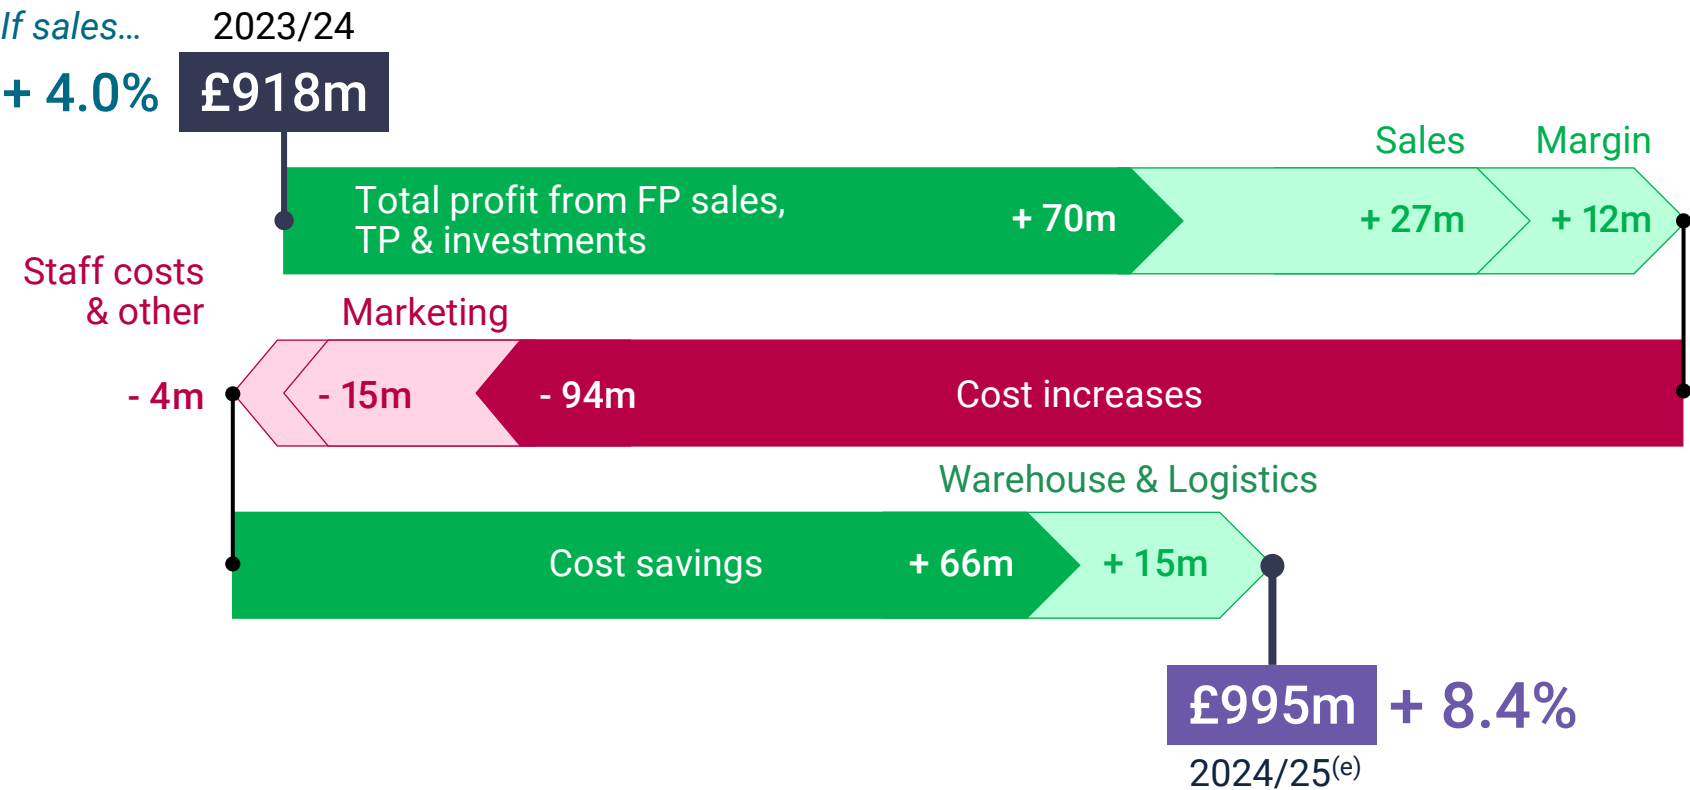 If sales…
2023/24
+ 4.0%
£918m
Sales
Margin
Total profit from FP sales,
TP & investments
+ 70m
+ 27m
+ 12m
Staff costs
& other
Marketing
- 4m
- 15m
- 94m
Cost increases
Warehouse & Logistics
Cost savings
+ 66m
+ 15m
£995m
+ 8.4%
2024/25(e)